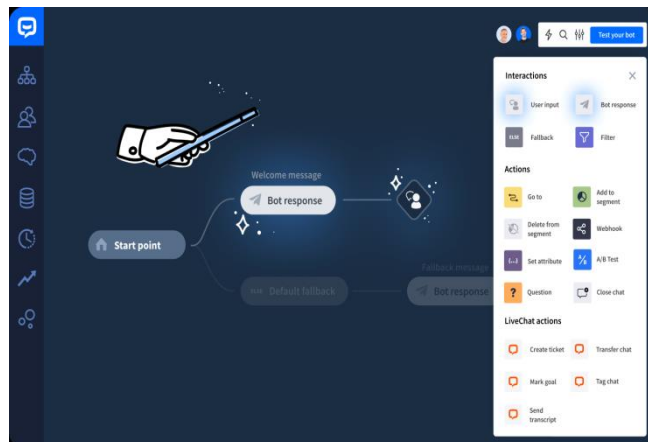 Test your bot
Interactions
User input
Bot response
ELSE
Fallback
Filter
Actions
Go to
Add to
segment
Delete from
segment
Webhook
Set attribute
A/B Test
Question
Close chat
LiveChat actions
Create ticket
Transfer chat
Mark goal
Tag chat
Send
transcript
Welcome message
Bot response
Start point
Fallback message
ELSE Default fallback
Bot response